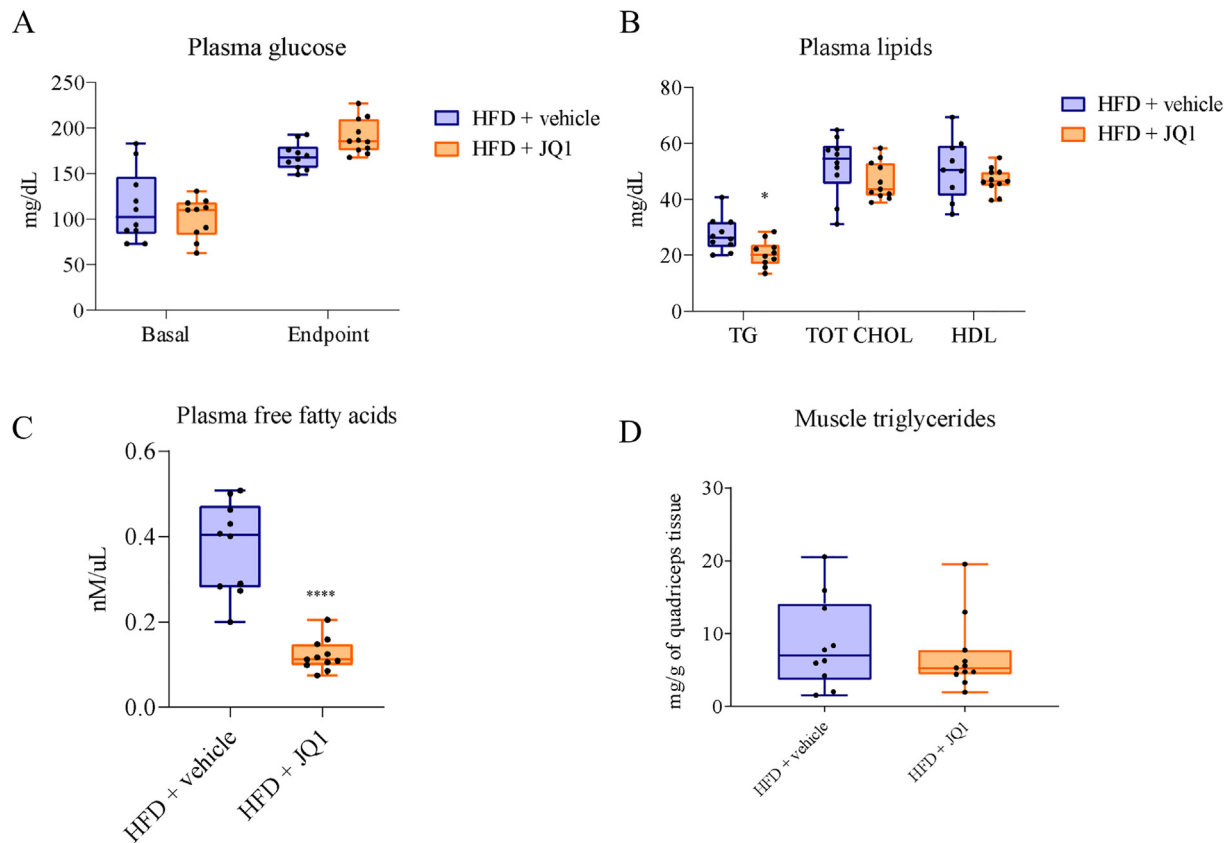 A
Plasma glucose
250
200
150
100
50
0
mg/dL
Basal
Endpoint
HFD + vehicle
HFD + JQ1
B
Plasma lipids
80
60
40
20
0
mg/dL
*
TG
TOT CHOL
HDL
HFD + vehicle
HFD + JQ1
C
Plasma free fatty acids
0.6
0.4
0.2
0.0
nM/uL
****
HFD + vehicle
HFD + JQ1
D
Muscle triglycerides
30
20
10
0
mg/g of quadriceps tissue
HFD + vehicle
HFD + JQ1